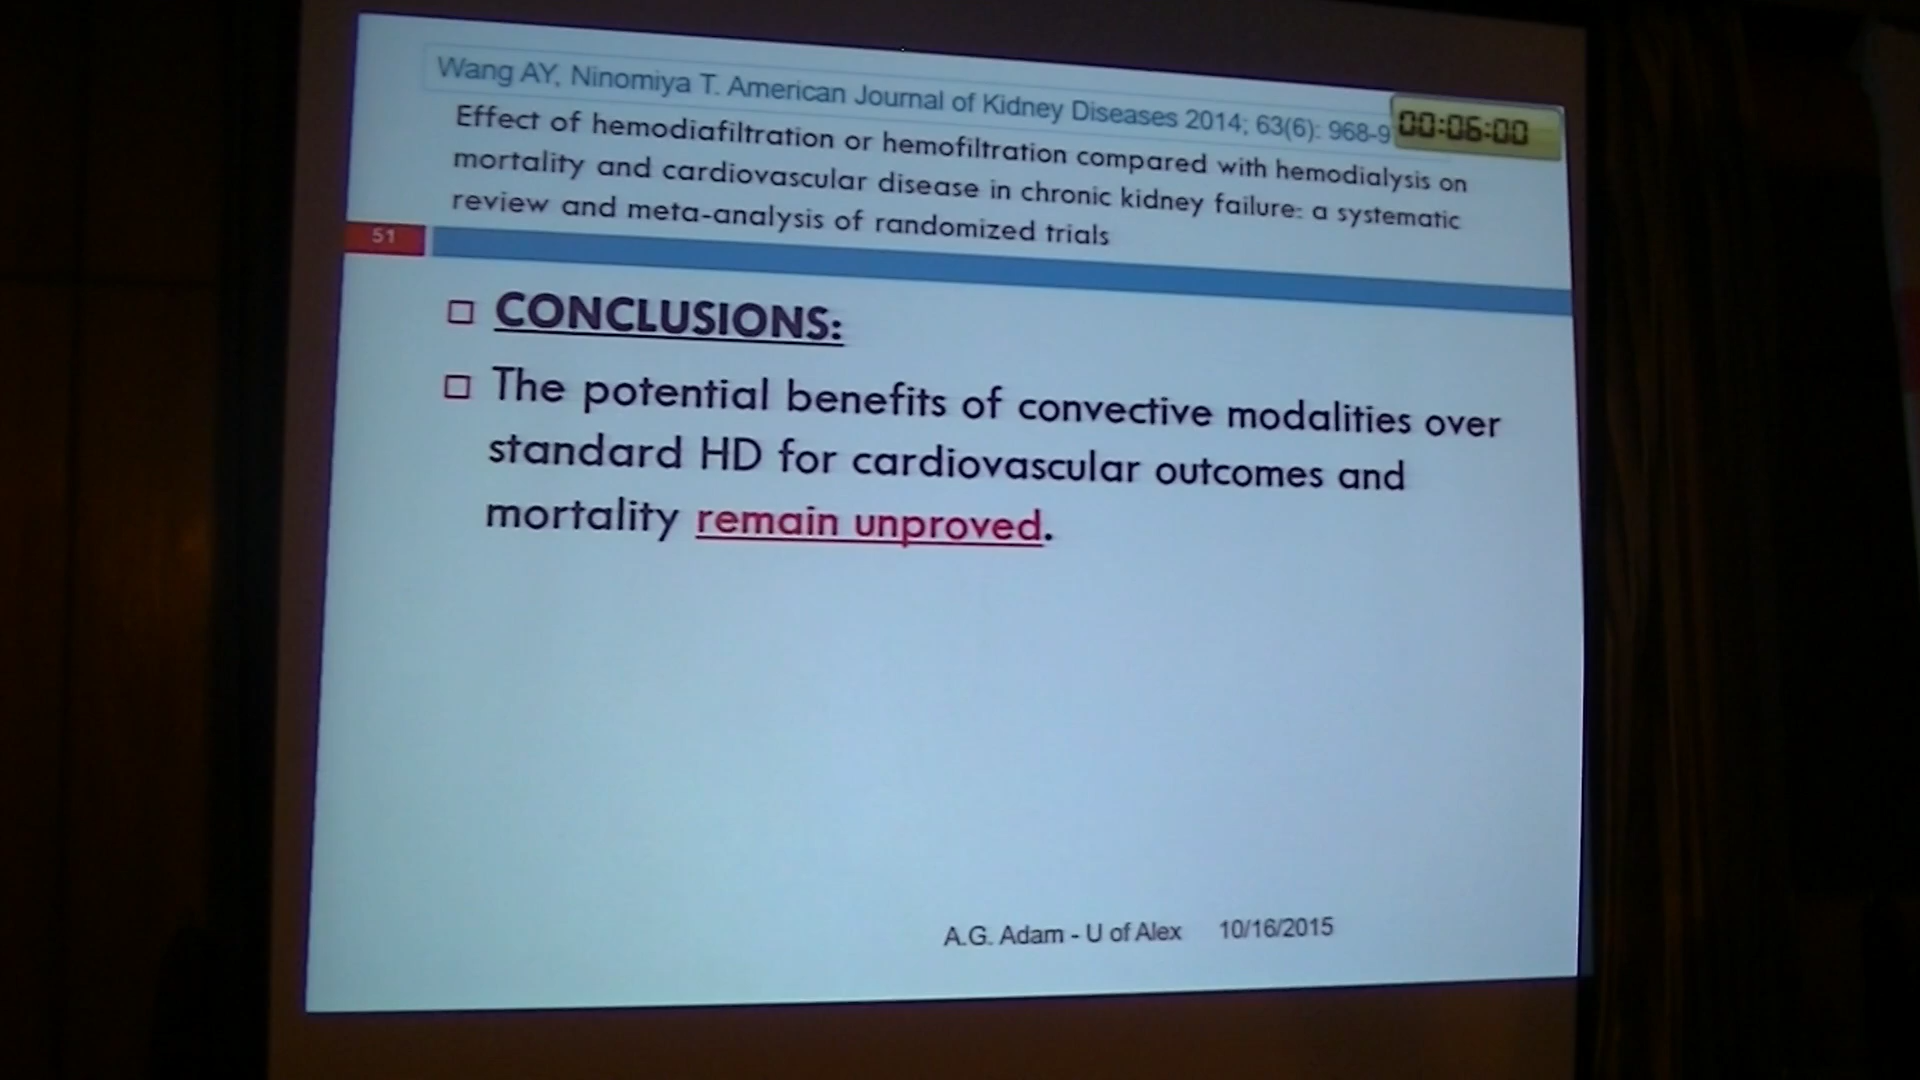 Wang AY, Ninomiya T. American Journal of Kidney Diseases 2014; 63(6): 968-9
00:06:00
Effect of hemodiafiltration or hemofiltration compared with hemodialysis on
mortality and cardiovascular disease in chronic kidney failure: a systematic
review and meta-analysis of randomized trials
51
CONCLUSIONS:
The potential benefits of convective modalities over
standard HD for cardiovascular outcomes and
mortality remain unproved.
A.G. Adam - U of Alex 10/16/2015